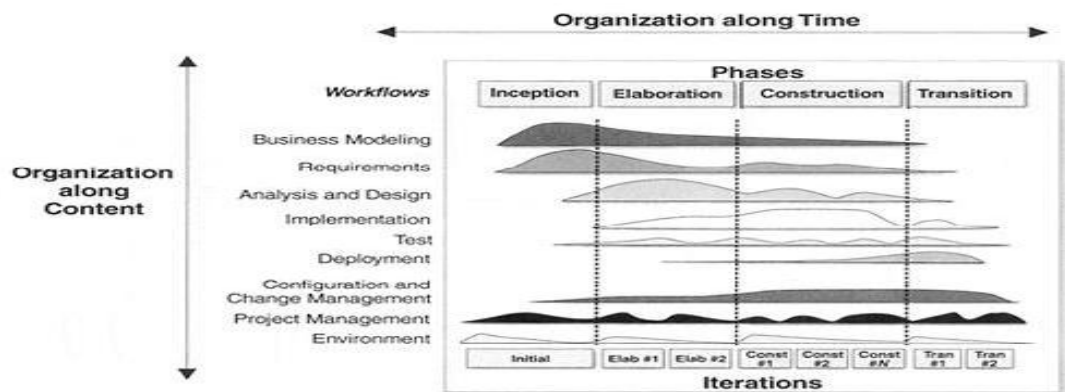 Organization along Time
Phases
Workflows
Inception
Elaboration
Construction
Transition
Organization
along
Content
Business Modeling
Requirements
Analysis and Design
Implementation
Test
Deployment
Configuration and
Change Management
Project Management
Environment
Initial
Elab #1
Elab #2
Const
#1
Const
#2
Const
#N
Tran
#1
Tran
#2
Iterations